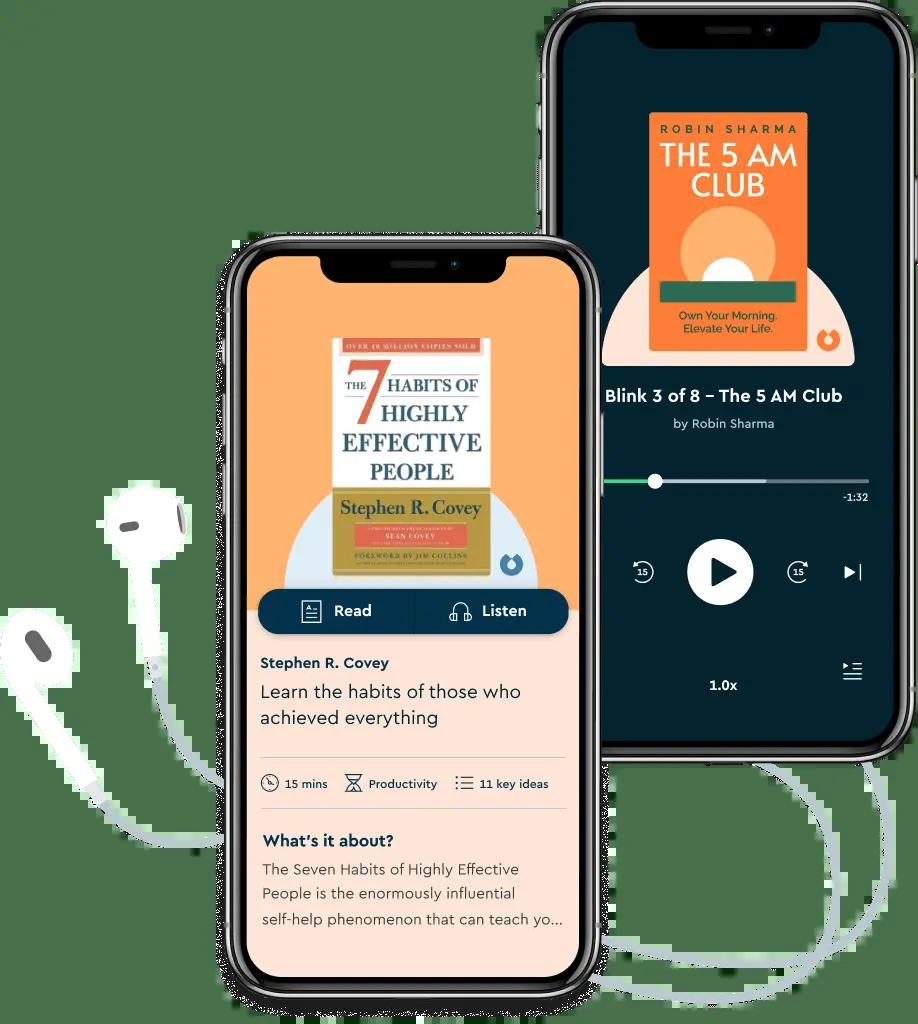 ROBIN SHARMA
THE 5 AM
CLUB
Own Your Morning.
Elevate Your Life.
Blink 3 of 8 – The 5 AM Club
by Robin Sharma
-1:32
15
15
1.0x
OVER 40 MILLION COPIES SOLD
THE 7 HABITS OF
HIGHLY
EFFECTIVE
PEOPLE
Stephen R. Covey
SEAN COVEY
FOREWORD BY JIM COLLINS
Read
Listen
Stephen R. Covey
Learn the habits of those who
achieved everything
15 mins
Productivity
11 key ideas
What's it about?
The Seven Habits of Highly Effective
People is the enormously influential
self-help phenomenon that can teach yo...